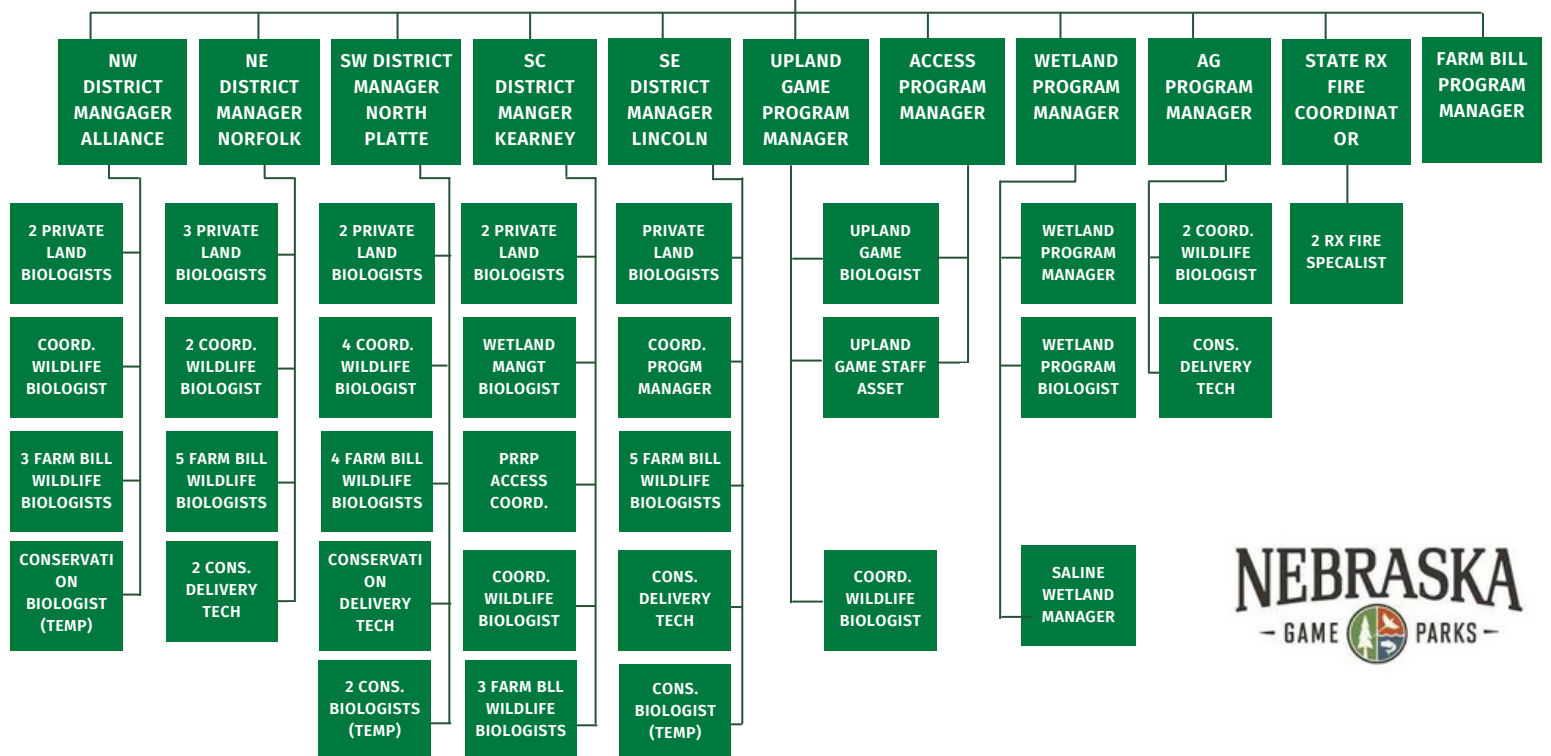 NW
DISTRICT
MANGAGER
ALLIANCE
NE
DISTRICT
MANAGER
NORFOLK
SW DISTRICT
MANAGER
NORTH
PLATTE
SC
DISTRICT
MANGER
KEARNEY
SE
DISTRICT
MANAGER
LINCOLN
UPLAND
GAME
PROGRAM
MANAGER
ACCESS
PROGRAM
MANAGER
WETLAND
PROGRAM
MANAGER
AG
PROGRAM
MANAGER
STATE RX
FIRE
COORDINAT
OR
FARM BILL
PROGRAM
MANAGER
2 PRIVATE
LAND
BIOLOGISTS
3 PRIVATE
LAND
BIOLOGISTS
2 PRIVATE
LAND
BIOLOGISTS
2 PRIVATE
LAND
BIOLOGISTS
PRIVATE
LAND
BIOLOGISTS
UPLAND
GAME
BIOLOGIST
WETLAND
PROGRAM
MANAGER
2 COORD.
WILDLIFE
BIOLOGIST
2 RX FIRE
SPECALIST
COORD.
WILDLIFE
BIOLOGIST
2 COORD.
WILDLIFE
BIOLOGIST
4 COORD.
WILDLIFE
BIOLOGIST
WETLAND
MANGT
BIOLOGIST
COORD.
PROGM
MANAGER
UPLAND
GAME STAFF
ASSET
WETLAND
PROGRAM
BIOLOGIST
CONS.
DELIVERY
TECH
3 FARM BILL
WILDLIFE
BIOLOGISTS
5 FARM BILL
WILDLIFE
BIOLOGISTS
4 FARM BILL
WILDLIFE
BIOLOGISTS
PRRP
ACCESS
COORD.
5 FARM BILL
WILDLIFE
BIOLOGISTS
CONSERVATI
ON
BIOLOGIST
(TEMP)
2 CONS.
DELIVERY
TECH
CONSERVATI
ON
DELIVERY
TECH
COORD.
WILDLIFE
BIOLOGIST
CONS.
DELIVERY
TECH
COORD.
WILDLIFE
BIOLOGIST
SALINE
WETLAND
MANAGER
2 CONS.
BIOLOGISTS
(TEMP)
3 FARM BLL
WILDLIFE
BIOLOGISTS
CONS.
BIOLOGIST
(TEMP)
NEBRASKA
– GAME PARKS –